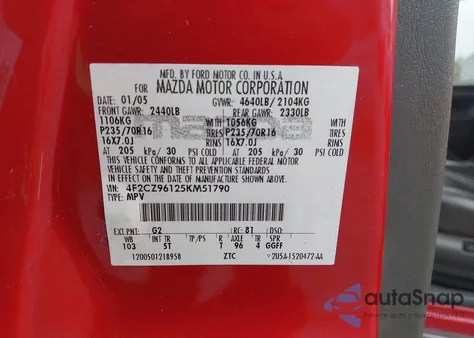 MFD. BY FORD MOTOR CO. IN U.S.A.
FOR MAZDA MOTOR CORPORATION
DATE: 01/05 GVWR: 4640LB/ 2104KG
FRONT GAWR: 2440LB REAR GAWR: 2330LB
1106KG WITH 1056KG WITH
P235/70R16 TIRES P235/70R16 TIRES
16X7.0J RIMS 16X7.0J RIMS
AT 205 kPa/ 30 PSI COLD AT 205 kPa/ 30 PSI COLD
THIS VEHICLE CONFORMS TO ALL APPLICABLE FEDERAL MOTOR
VEHICLE SAFETY AND THEFT PREVENTION STANDARDS IN
EFFECT ON THE DATE OF MANUFACTURE SHOWN ABOVE.
VIN: 4F2CZ96125KM51790
TYPE: MPV
mazda
EXT PNT: G2 RC: 81 DSO:
WB INT TR TP/PS R AXLE TR SPR
103 5T T 96 4 GGFF
1200501218958 ZTC
autoSnap